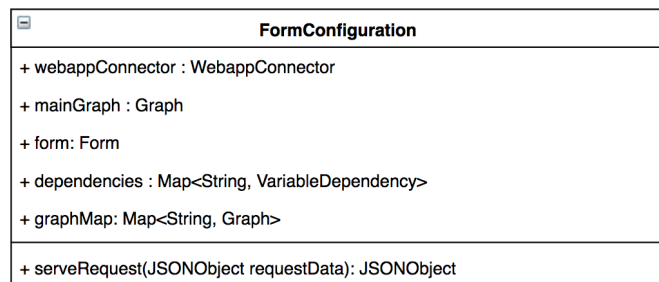 FormConfiguration
+ webappConnector : WebappConnector
+ mainGraph : Graph
+ form: Form
+ dependencies : Map<String, VariableDependency>
+ graphMap: Map<String, Graph>
+ serveRequest(JSONObject requestData): JSONObject